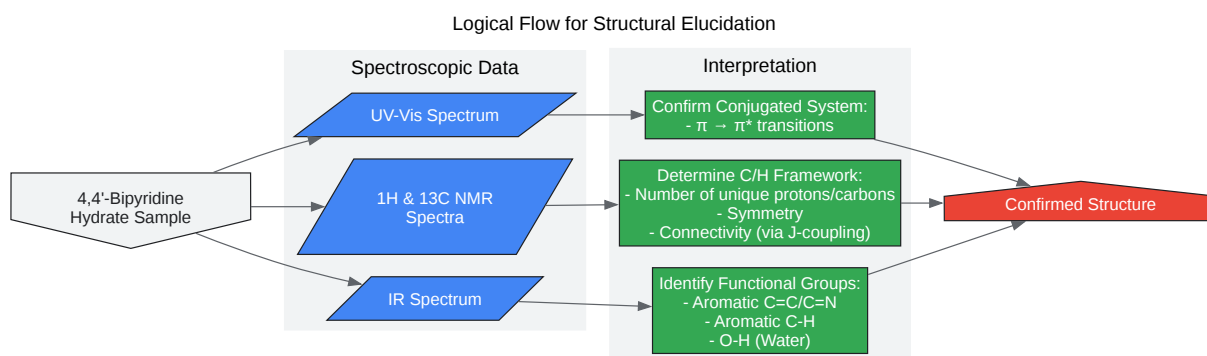 Logical Flow for Structural Elucidation
Spectroscopic Data
Interpretation
4,4'-Bipyridine
Hydrate Sample
UV-Vis Spectrum
1H & 13C NMR
Spectra
IR Spectrum
Confirm Conjugated System:
- π → π* transitions
Determine C/H Framework:
- Number of unique protons/carbons
- Symmetry
- Connectivity (via J-coupling)
Identify Functional Groups:
- Aromatic C=C/C=N
- Aromatic C-H
- O-H (Water)
Confirmed Structure